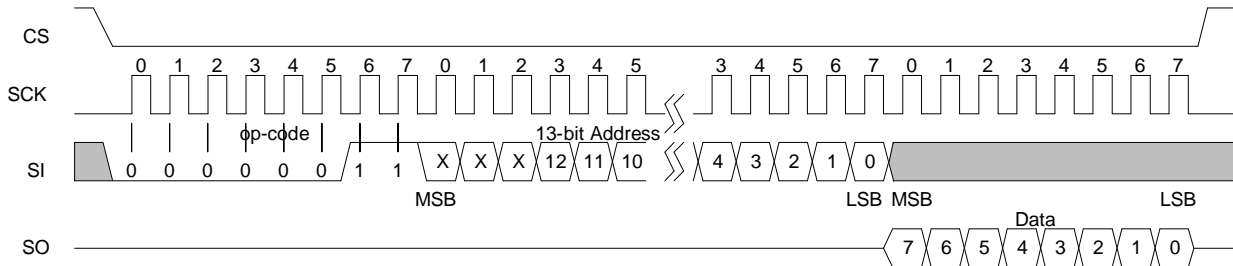 CS
0 1 2 3 4 5 6 7 0 1 2 3 4 5 3 4 5 6 7 0 1 2 3 4 5 6 7
SCK
op-code 13-bit Address
SI 0 0 0 0 0 0 1 1 X X X 12 11 10 4 3 2 1 0
MSB LSB MSB LSB
Data
SO 7 6 5 4 3 2 1 0